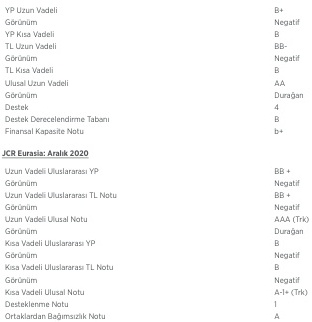 YP Uzun Vadeli B+
Görünüm Negatif
YP Kısa Vadeli B
TL Uzun Vadeli BB-
Görünüm Negatif
TL Kısa Vadeli B
Ulusal Uzun Vadeli AA
Görünüm Durağan
Destek 4
Destek Derecelendirme Tabanı B
Finansal Kapasite Notu b+
JCR Eurasia: Aralık 2020
Uzun Vadeli Uluslararası YP BB +
Görünüm Negatif
Uzun Vadeli Uluslararası TL Notu BB +
Görünüm Negatif
Uzun Vadeli Ulusal Notu AAA (Trk)
Görünüm Durağan
Kısa Vadeli Uluslararası YP B
Görünüm Negatif
Kısa Vadeli Uluslararası TL Notu B
Görünüm Negatif
Kısa Vadeli Ulusal Notu A-1+ (Trk)
Desteklenme Notu 1
Ortaklardan Bağımsızlık Notu A